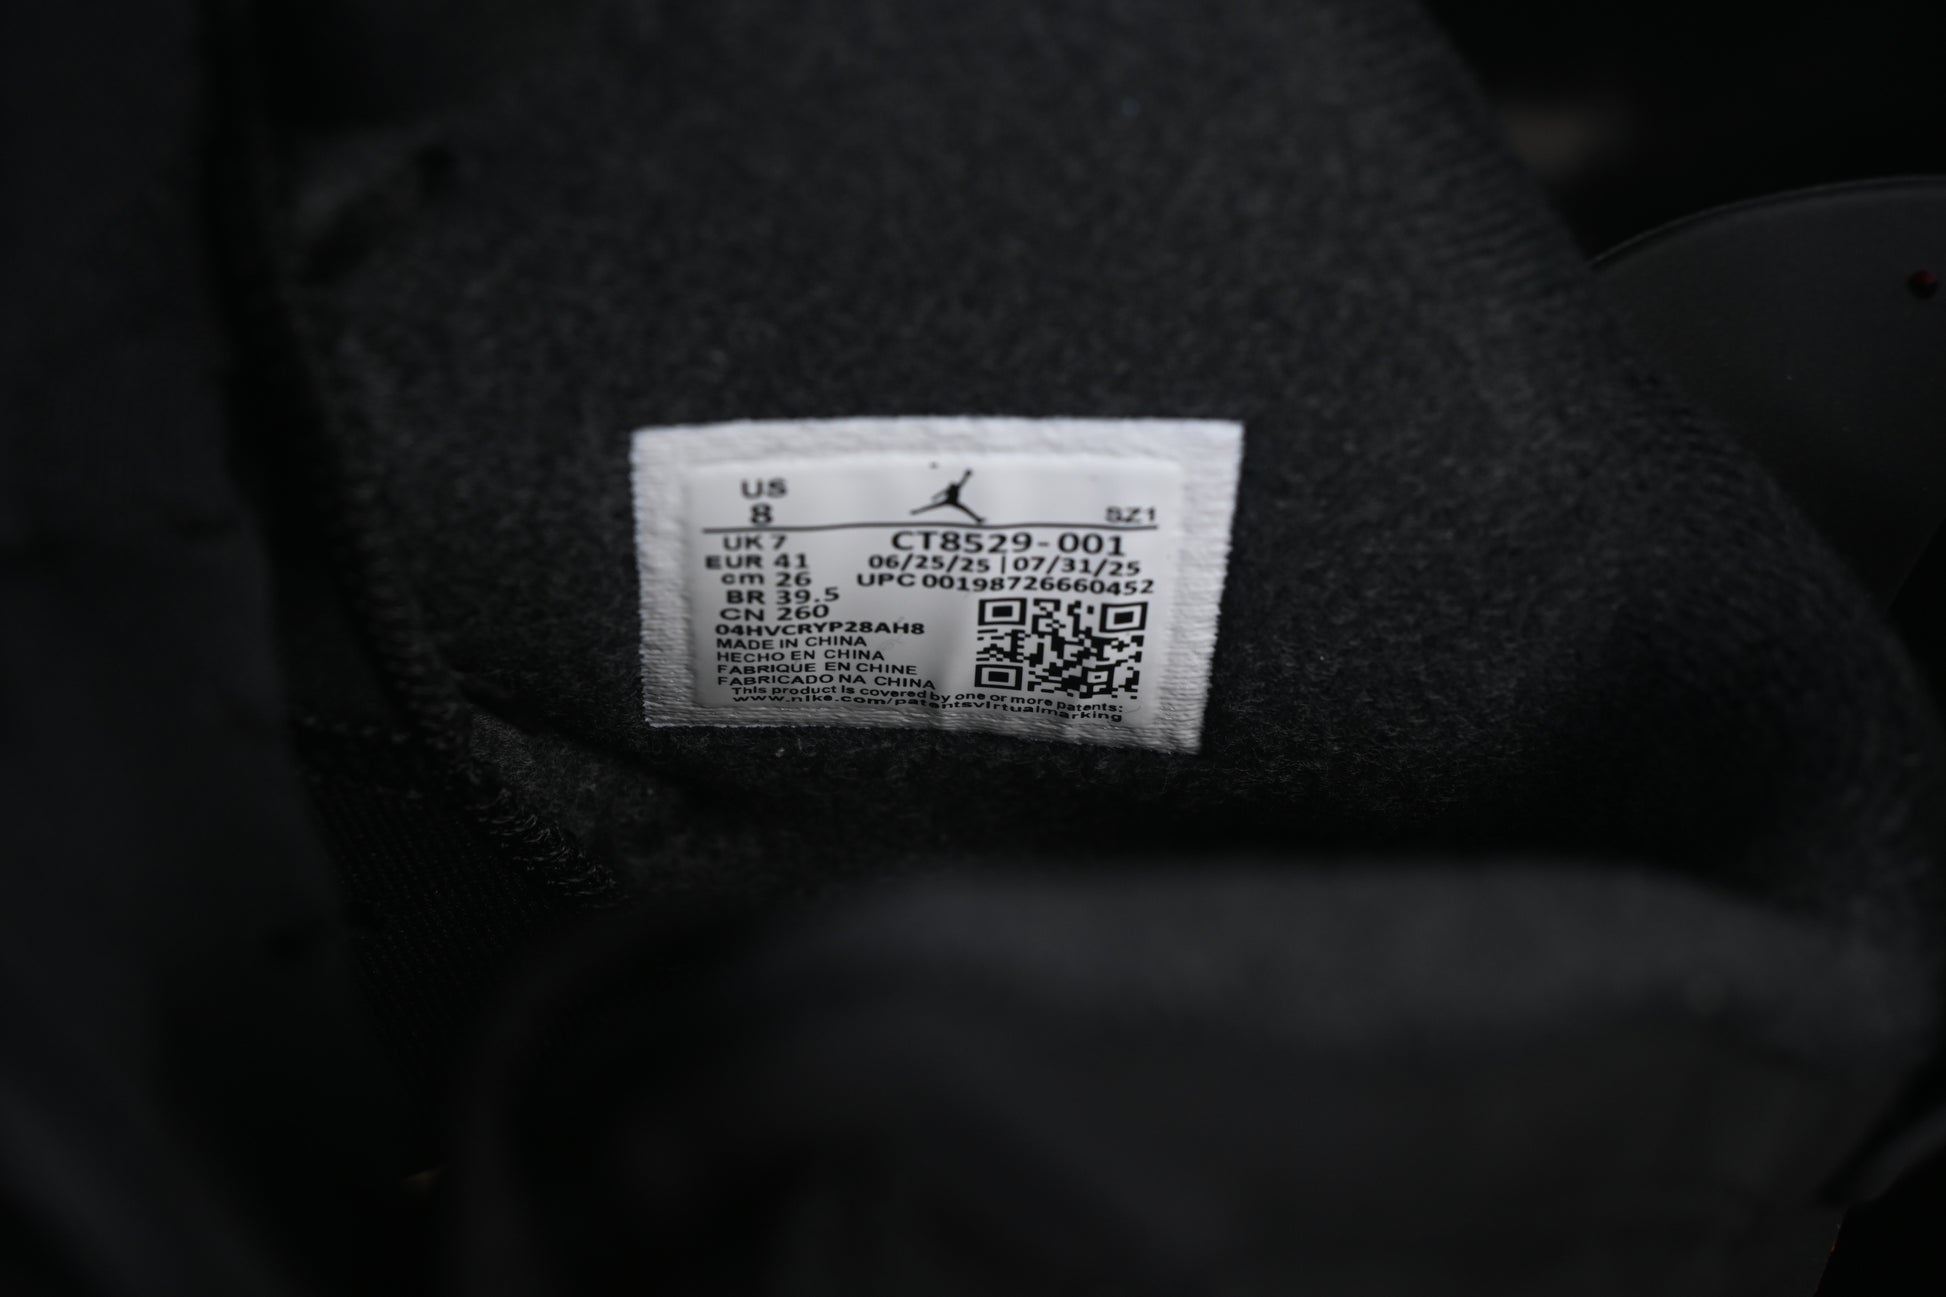 US
8
SZ1
UK 7
EUR 41
cm 26
BR 39.5
CN 260
CT8529-001
06/25/25 | 07/31/25
UPC 00198726660452
04HVCRYP28AH8
MADE IN CHINA
HECHO EN CHINA
FABRIQUE EN CHINE
FABRICADO NA CHINA
This product is covered by one or more patents:
www.nike.com/patentsvirtualmarking